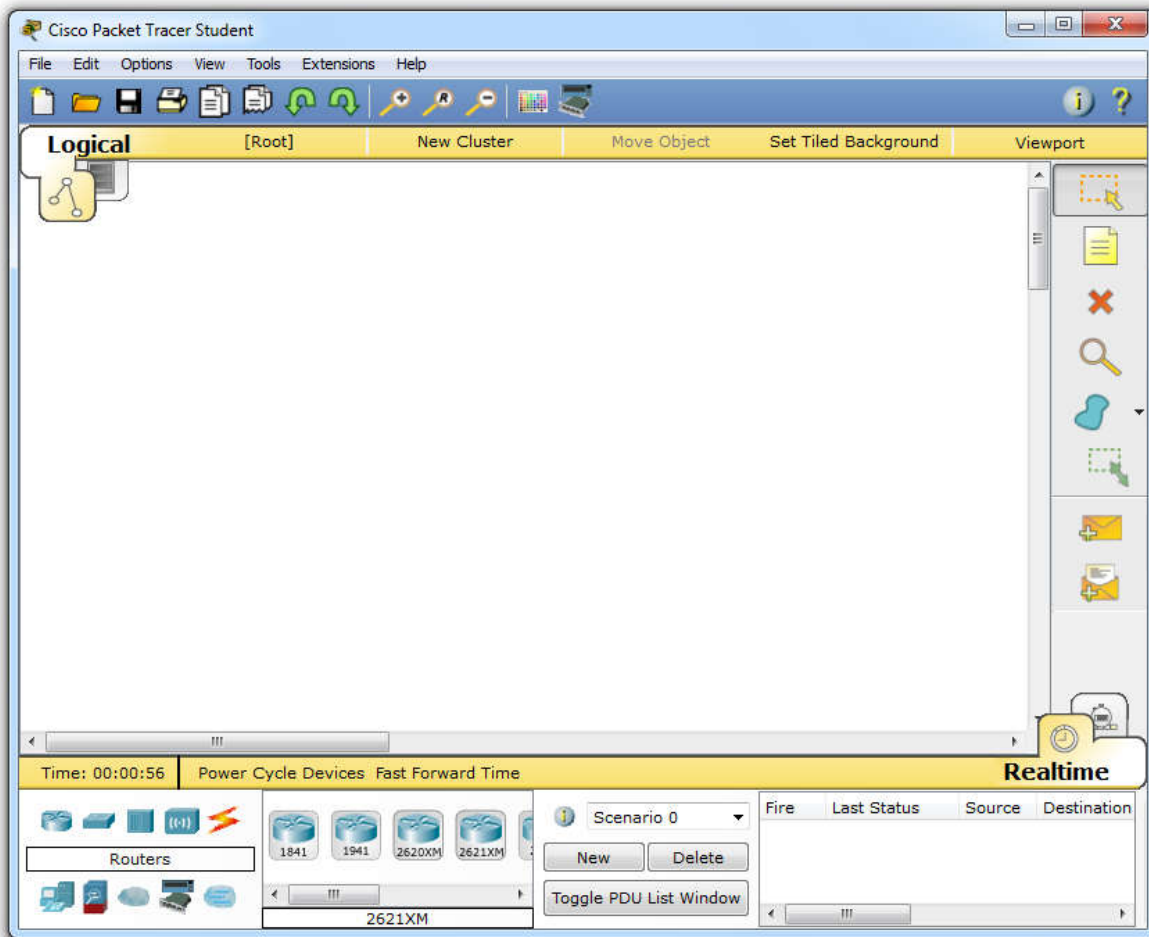 Cisco Packet Tracer Student
File Edit Options View Tools Extensions Help
Logical [Root] New Cluster Move Object Set Tiled Background Viewport
Time: 00:00:56 Power Cycle Devices Fast Forward Time Realtime
Fire Last Status Source Destination
Scenario 0
1841 1941 2620XM 2621XM
Routers
New Delete
Toggle PDU List Window
2621XM